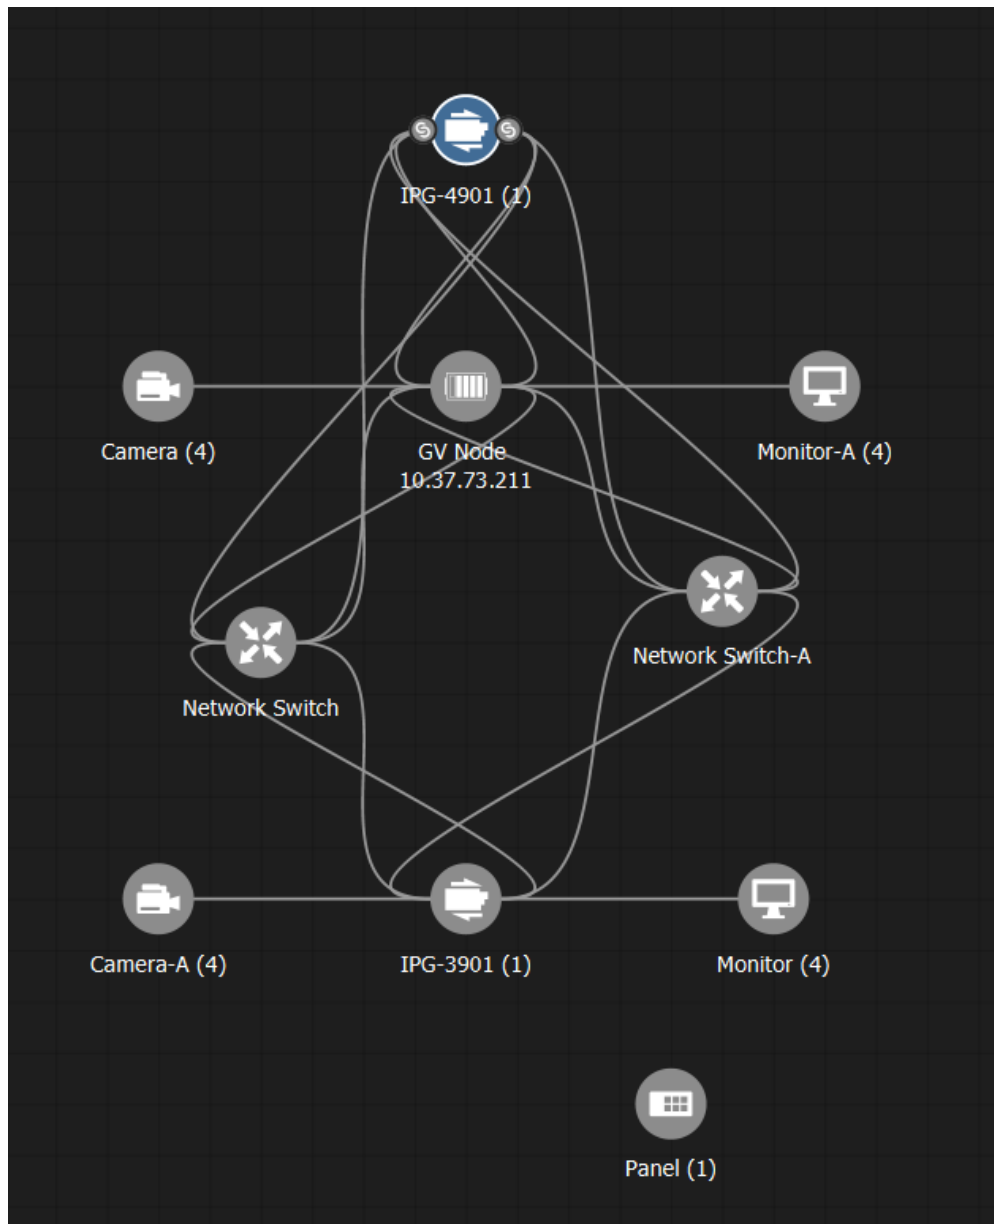 IPG-4901 (1)
Camera (4)
GV Node
10.37.73.211
Monitor-A (4)
Network Switch-A
Network Switch
Camera-A (4)
IPG-3901 (1)
Monitor (4)
Panel (1)